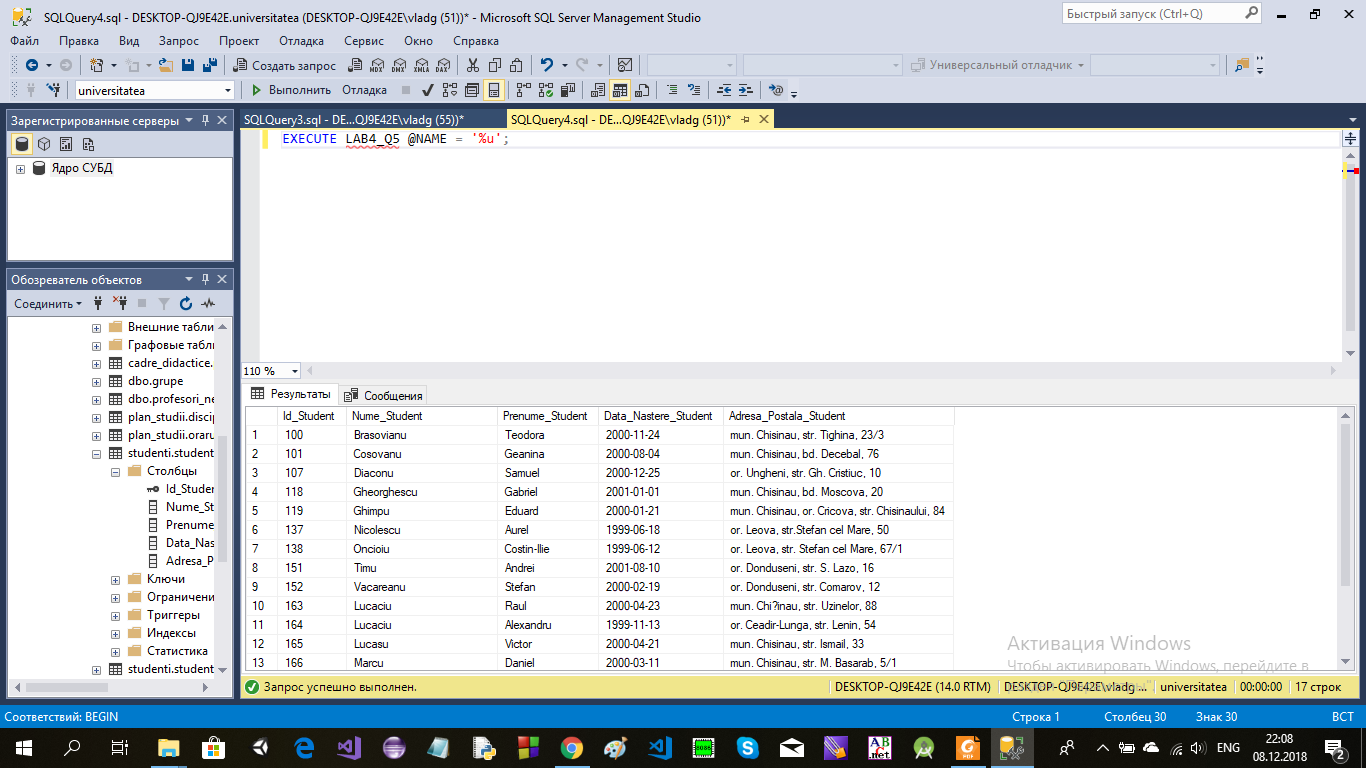 SQLQuery4.sql - DESKTOP-QJ9E42E.universitatea (DESKTOP-QJ9E42E\vladg (51))* - Microsoft SQL Server Management Studio
Быстрый запуск (Ctrl+Q)
Файл Правка Вид Запрос Проект Отладка Сервис Окно Справка
Создать запрос MDX DMX XMLA DAX Универсальный отладчик
universitatea Выполнить Отладка
Зарегистрированные серверы
SQLQuery3.sql - DE...QJ9E42E\vladg (55))* SQLQuery4.sql - DE...QJ9E42E\vladg (51))*
EXECUTE LAB4_Q5 @NAME = '%u';
Ядро СУБД
Обозреватель объектов
Соединить
Внешние табли
Графовые табл
cadre_didactice.
dbo.grupe
dbo.profesori_ne
plan_studii.discip
plan_studii.oraru
studenti.student
Столбцы
Id_Studer
Nume_St
Prenume
Data_Nas
Adresa_P
Ключи
Ограничени
Триггеры
Индексы
Статистика
studenti.student
110 %
Результаты Сообщения
Id_Student Nume_Student Prenume_Student Data_Nastere_Student Adresa_Postala_Student
1 100 Brasovianu Teodora 2000-11-24 mun. Chisinau, str. Tighina, 23/3
2 101 Cosovanu Geanina 2000-08-04 mun. Chisinau, bd. Decebal, 76
3 107 Diaconu Samuel 2000-12-25 or. Ungheni, str. Gh. Cristiuc, 10
4 118 Gheorghescu Gabriel 2001-01-01 mun. Chisinau, bd. Moscova, 20
5 119 Ghimpu Eduard 2000-01-21 mun. Chisinau, or. Cricova, str. Chisinaului, 84
6 137 Nicolescu Aurel 1999-06-18 or. Leova, str.Stefan cel Mare, 50
7 138 Oncioiu Costin-Ilie 1999-06-12 or. Leova, str. Stefan cel Mare, 67/1
8 151 Timu Andrei 2001-08-10 or. Donduseni, str. S. Lazo, 16
9 152 Vacareanu Stefan 2000-02-19 or. Donduseni, str. Comarov, 12
10 163 Lucaciu Raul 2000-04-23 mun. Chi?inau, str. Uzinelor, 88
11 164 Lucaciu Alexandru 1999-11-13 or. Ceadir-Lunga, str. Lenin, 54
12 165 Lucasu Victor 2000-04-21 mun. Chisinau, str. Ismail, 33
13 166 Marcu Daniel 2000-03-11 mun. Chisinau, str. M. Basarab, 5/1
Активация Windows
Чтобы активировать Windows, перейдите в
Запрос успешно выполнен. DESKTOP-QJ9E42E (14.0 RTM) DESKTOP-QJ9E42E\vladg ... universitatea 00:00:00 17 строк
Соответствий: BEGIN Строка 1 Столбец 30 Знак 30 ВСТ
ENG 22:08
08.12.2018 2